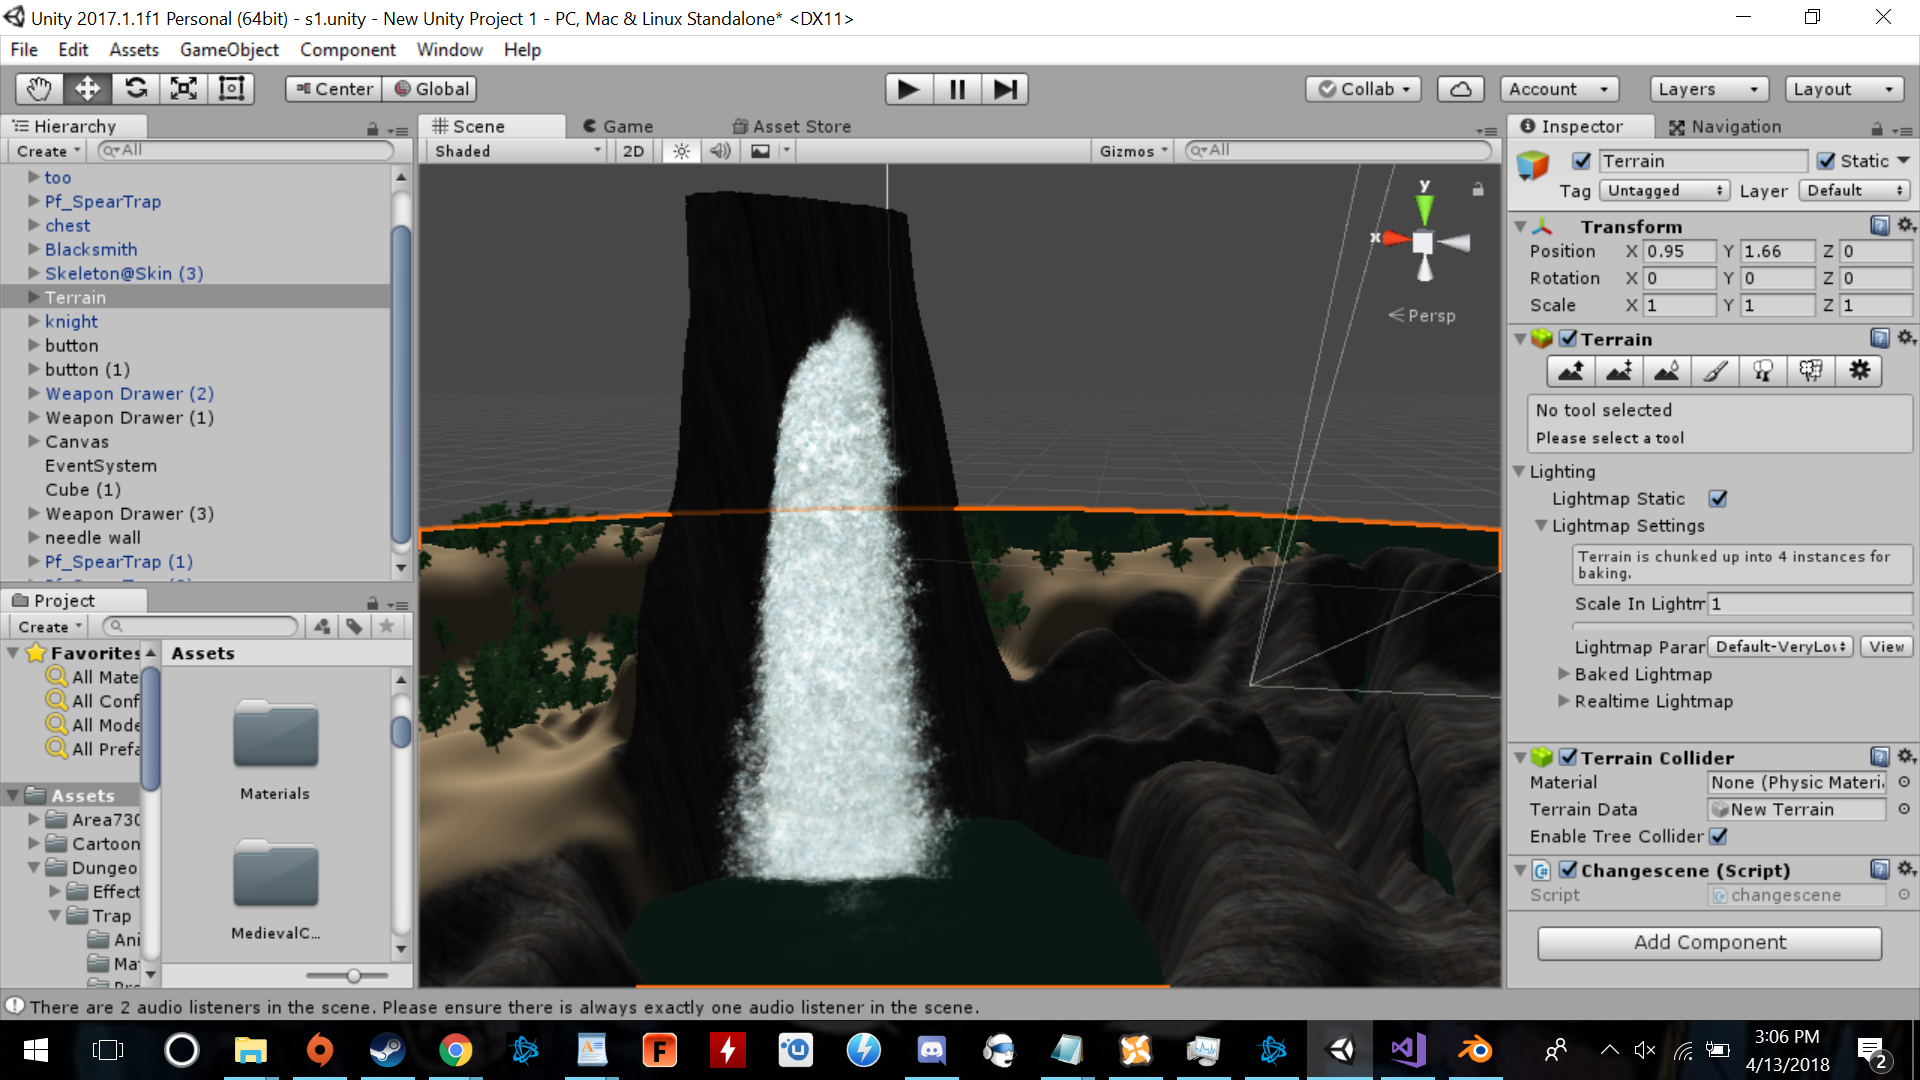 Unity 2017.1.1f1 Personal (64bit) - s1.unity - New Unity Project 1 - PC, Mac & Linux Standalone* <DX11>
File Edit Assets GameObject Component Window Help
Center Global Collab Account Layers Layout
Hierarchy
Create All
too
Pf_SpearTrap
chest
Blacksmith
Skeleton@Skin (3)
Terrain
knight
button
button (1)
Weapon Drawer (2)
Weapon Drawer (1)
Canvas
EventSystem
Cube (1)
Weapon Drawer (3)
needle wall
Pf_SpearTrap (1)
Project
Create
Favorites
All Mate
All Conf
All Mode
All Prefa
Assets
Area730
Cartoon
Dungeo
Effect
Trap
Ani
Ma
Assets
Materials
MedievalC...
Scene Game Asset Store
Shaded 2D Gizmos All
y
x
Persp
Inspector Navigation
Terrain Static
Tag Untagged Layer Default
Transform
Position X 0.95 Y 1.66 Z 0
Rotation X 0 Y 0 Z 0
Scale X 1 Y 1 Z 1
Terrain
No tool selected
Please select a tool
Lighting
Lightmap Static
Lightmap Settings
Terrain is chunked up into 4 instances for
baking.
Scale In Lightm 1
Lightmap Parar Default-VeryLov View
Baked Lightmap
Realtime Lightmap
Terrain Collider
Material None (Physic Materi
Terrain Data New Terrain
Enable Tree Collider
Changescene (Script)
Script changescene
Add Component
There are 2 audio listeners in the scene. Please ensure there is always exactly one audio listener in the scene.
3:06 PM
4/13/2018
2